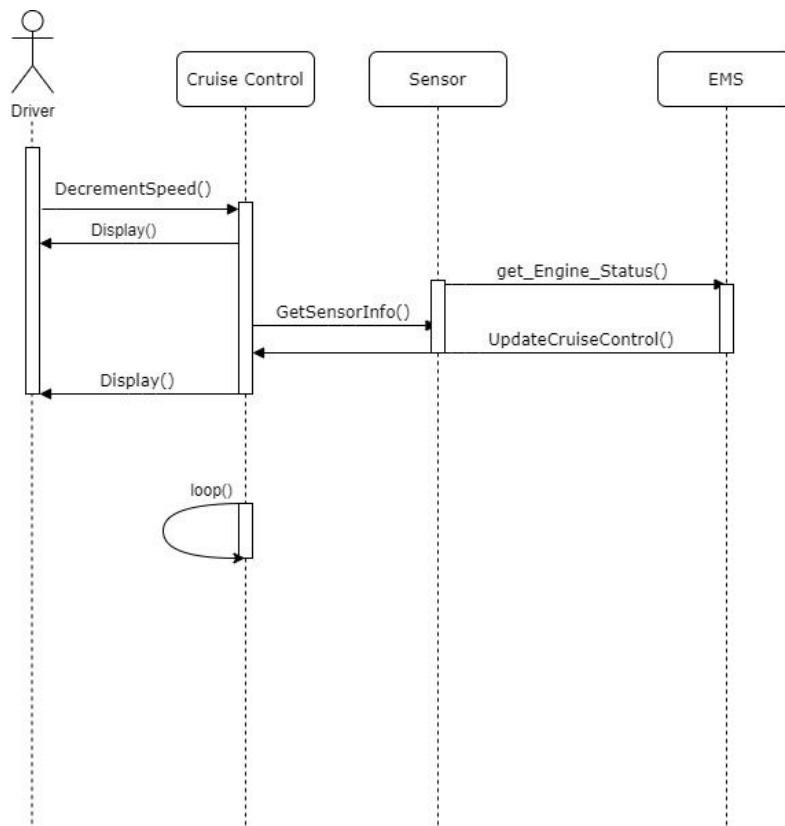 Cruise Control
Sensor
EMS
Driver
DecrementSpeed()
Display()
get_Engine_Status()
GetSensorInfo()
UpdateCruiseControl()
Display()
loop()